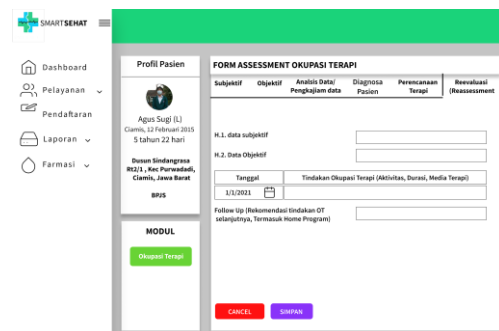 SMARTSEHAT
Dashboard
Pelayanan
Pendaftaran
Laporan
Farmasi
Profil Pasien
Agus Sugi (L)
Ciamis, 12 Februari 2015
5 tahun 22 hari
Dusun Sindangrasa
Rt2/1 , Kec Purwadadi,
Ciamis, Jawa Barat
BPJS
MODUL
Okupasi Terapi
FORM ASSESSMENT OKUPASI TERAPI
Subjektif
Objektif
Analsis Data/
Pengkajiam data
Diagnosa
Pasien
Perencanaan
Terapi
Reevaluasi
(Reassessment
H.1. data subjektif
H.2. Data Objektif
Tanggal
Tindakan Okupasi Terapi (Aktivitas, Durasi, Media Terapi)
1/1/2021
Follow Up (Rekomendasi tindakan OT
selanjutnya, Termasuk Home Program)
CANCEL
SIMPAN